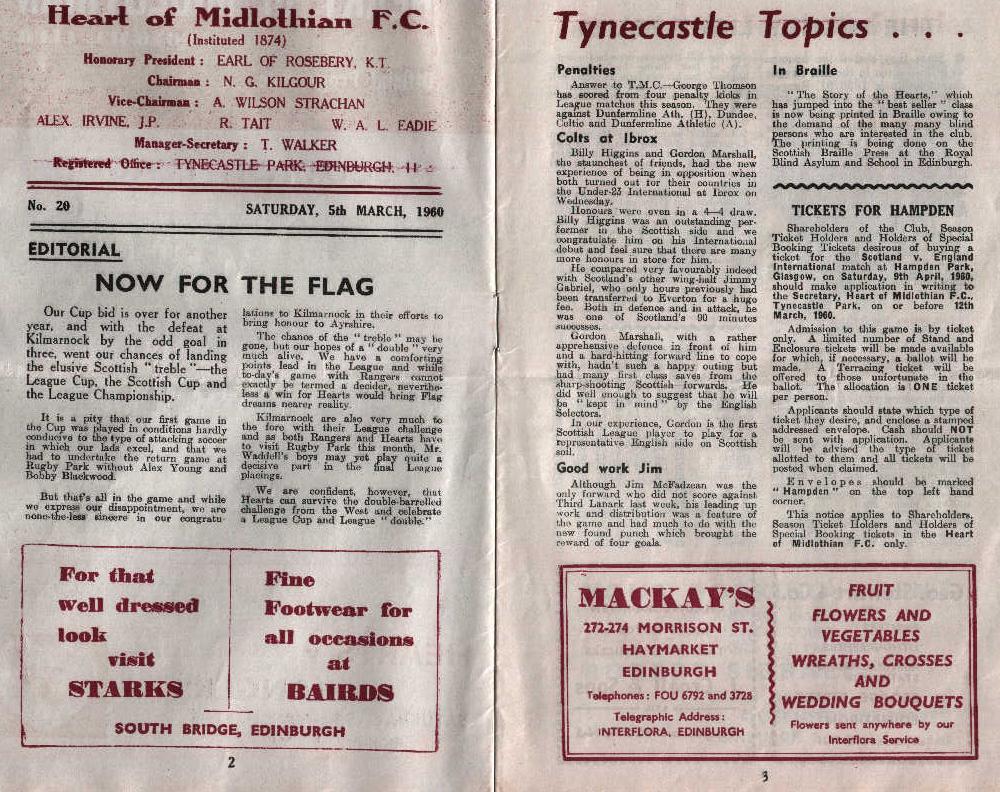 Heart of Midlothian F.C.
(Instituted 1874)
Honorary President : EARL OF ROSEBERY, K.T.
Chairman : N. G. KILGOUR
Vice-Chairman : A. WILSON STRACHAN
ALEX. IRVINE, J.P. R. TAIT W. A. L. EADIE
Manager-Secretary : T. WALKER
Registered Office : TYNECASTLE PARK, EDINBURGH, 11
No. 20 SATURDAY, 5th MARCH, 1960
EDITORIAL
NOW FOR THE FLAG
Our Cup bid is over for another
year, and with the defeat at
Kilmarnock by the odd goal in
three, went our chances of landing
the elusive Scottish " treble "—the
League Cup, the Scottish Cup and
the League Championship.
It is a pity that our first game in
the Cup was played in conditions hardly
conducive to the type of attacking soccer
in which our lads excel, and that we
had to undertake the return game at
Rugby Park without Alex Young and
Bobby Blackwood.
But that's all in the game and while
we express our disappointment, we are
none-the-less sincere in our congratu-
lations to Kilmarnock in their efforts to
bring honour to Ayrshire.
The chance of the " treble " may be
gone, but our hopes of a " double " very
much alive. We have a comforting
points lead in the League and while
to-day's game with Rangers cannot
exactly be termed a decider, neverthe-
less a win for Hearts would bring Flag
dreams nearer reality.
Kilmarnock are also very much to
the fore with their League challenge
and as both Rangers and Hearts have
to visit Rugby Park this month, Mr.
Waddell's boys may yet play quite a
decisive part in the final League
placings.
We are confident, however, that
Hearts can survive the double-barrelled
challenge from the West and celebrate
a League Cup and League " double."
For that
well dressed
look
visit
STARKS
Fine
Footwear for
all occasions
at
BAIRDS
SOUTH BRIDGE, EDINBURGH
2
Tynecastle Topics . . .
Penalties
Answer to T.M.C.—George Thomson
has scored from four penalty kicks in
League matches this season. They were
against Dunfermline Ath. (H), Dundee,
Celtic and Dunfermline Athletic (A).
Colts at Ibrox
Billy Higgins and Gordon Marshall,
the staunchest of friends, had the new
experience of being in opposition when
both turned out for their countries in
the Under-23 International at Ibrox on
Wednesday.
Honours were even in a 4—4 draw.
Billy Higgins was an outstanding per-
former in the Scottish side and we
congratulate him on his International
debut and feel sure that there are many
more honours in store for him.
He compared very favourably indeed
with Scotland's other wing-half Jimmy
Gabriel, who only hours previously had
been transferred to Everton for a huge
fee. Both in defence and in attack, he
was one of Scotland's 90 minutes
successes.
Gordon Marshall, with a rather
apprehensive defence in front of him
and a hard-hitting forward line to cope
with, hadn't such a happy outing but
had many first class saves from the
sharp-shooting Scottish forwards. He
did well enough to suggest that he will
be " kept in mind " by the English
Selectors.
In our experience, Gordon is the first
Scottish League player to play for a
representative English side on Scottish
soil.
Good work Jim
Although Jim McFadzean was the
only forward who did not score against
Third Lanark last week, his leading up
work and distribution was a feature of
the game and had much to do with the
new found punch which brought the
reward of four goals.
In Braille
" The Story of the Hearts," which
has jumped into the " best seller " class
is now being printed in Braille owing to
the demand of the many many blind
persons who are interested in the club.
The printing is being done on the
Scottish Braille Press at the Royal
Blind Asylum and School in Edinburgh.
TICKETS FOR HAMPDEN
Shareholders of the Club, Season
Ticket Holders and Holders of Special
Booking Tickets desirous of buying a
ticket for the Scotland v. England
International match at Hampden Park,
Glasgow, on Saturday, 9th April, 1960,
should make application in writing to
the Secretary, Heart of Midlothian F.C.,
Tynecastle Park, on or before 12th
March, 1960.
Admission to this game is by ticket
only. A limited number of Stand and
Enclosure tickets will be made available
for which, if necessary, a ballot will be
made. A Terracing ticket will be
offered to those unfortunate in the
ballot. The allocation is ONE ticket
per person.
Applicants should state which type of
ticket they desire, and enclose a stamped
addressed envelope. Cash should NOT
be sent with application. Applicants
will be advised the type of ticket
allotted to them and all tickets will be
posted when claimed.
Envelopes should be marked
" Hampden " on the top left hand
corner.
This notice applies to Shareholders,
Season Ticket Holders and Holders of
Special Booking tickets in the Heart
of Midlothian F.C. only.
MACKAY'S
272-274 MORRISON ST.
HAYMARKET
EDINBURGH
Telephones: FOU 6792 and 3728
Telegraphic Address:
INTERFLORA, EDINBURGH
FRUIT
FLOWERS AND
VEGETABLES
WREATHS, CROSSES
AND
WEDDING BOUQUETS
Flowers sent anywhere by our
Interflora Service
3